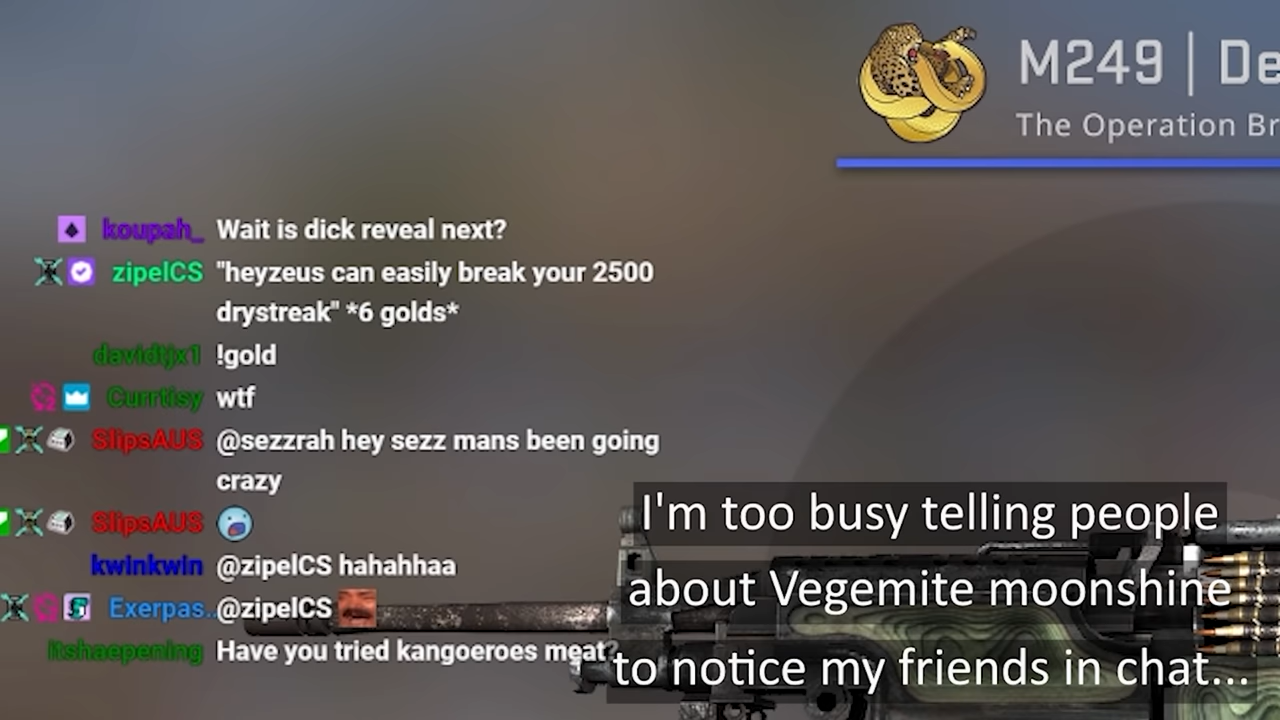 M249 | De
The Operation Br
koupah_ Wait is dick reveal next?
zipelCS "heyzeus can easily break your 2500
drystreak" *6 golds*
davidtjx1 !gold
Currtisy wtf
SlipsAUS @sezzrah hey sezz mans been going
crazy
SlipsAUS
kwinkwin @zipelCS hahahhaa
Exerpas.. @zipelCS
itshaepening Have you tried kangoeroes meat?
I'm too busy telling people
about Vegemite moonshine
to notice my friends in chat...